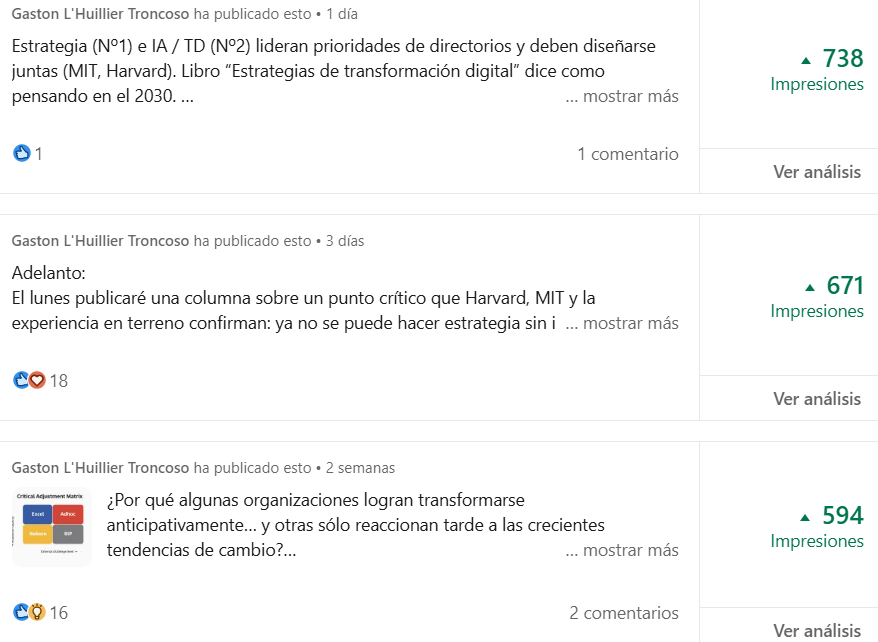 Gaston L'Huillier Troncoso ha publicado esto • 1 día
Estrategia (Nº1) e IA / TD (Nº2) lideran prioridades de directorios y deben diseñarse
juntas (MIT, Harvard). Libro “Estrategias de transformación digital” dice como
pensando en el 2030. ...
... mostrar más
1
1 comentario
738
Impresiones
Ver análisis
Gaston L'Huillier Troncoso ha publicado esto • 3 días
Adelanto:
El lunes publicaré una columna sobre un punto crítico que Harvard, MIT y la
experiencia en terreno confirman: ya no se puede hacer estrategia sin i
... mostrar más
18
671
Impresiones
Ver análisis
Gaston L'Huillier Troncoso ha publicado esto • 2 semanas
Critical Adjustment Matrix
Excel
Adhoc
¿Por qué algunas organizaciones logran transformarse
anticipativamente... y otras sólo reaccionan tarde a las crecientes
tendencias de cambio?...
... mostrar más
16
2 comentarios
594
Impresiones
Ver análisis